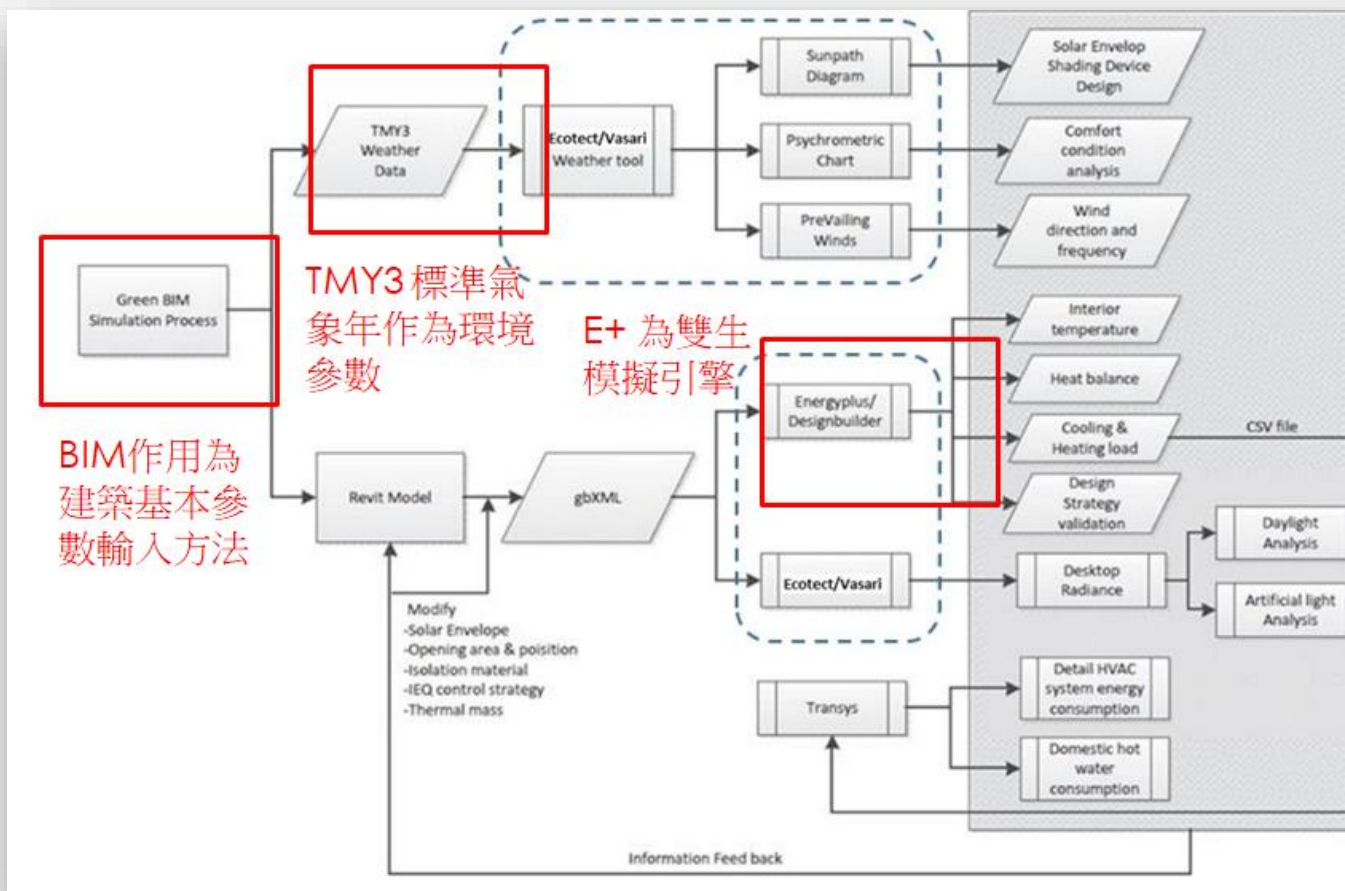 Sunpath
Diagram
Solar Envelop
Shading Device
Design
TMY3
Weather
Data
Ecotect/Vasari
Weather tool
Psychrometric
Chart
Comfort
condition
analysis
PreVailing
Winds
Wind
direction and
frequency
Green BIM
Simulation Process
TMY3 標準氣
象年作為環境
參數
E+ 為雙生
模擬引擎
Interior
temperature
Heat balance
Energyplus/
Designbuilder
Cooling &
Heating load
CSV file
BIM作用為
建築基本參
數輸入方法
Revit Model
gbXML
Design
Strategy
validation
Daylight
Analysis
Ecotect/Vasari
Desktop
Radiance
Artificial light
Analysis
Modify
-Solar Envelope
-Opening area & poisition
-Isolation material
-IEQ control strategy
-Thermal mass
Transys
Detail HVAC
system energy
consumption
Domestic hot
water
consumption
Information Feed back